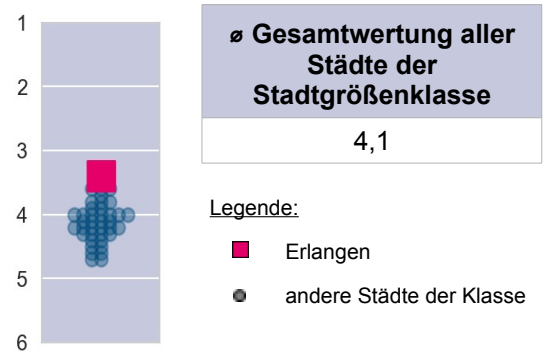 1
2
3
4
5
6
ø Gesamtwertung aller
Städte der
Stadtgrößenklasse
4,1
Legende:
Erlangen
andere Städte der Klasse